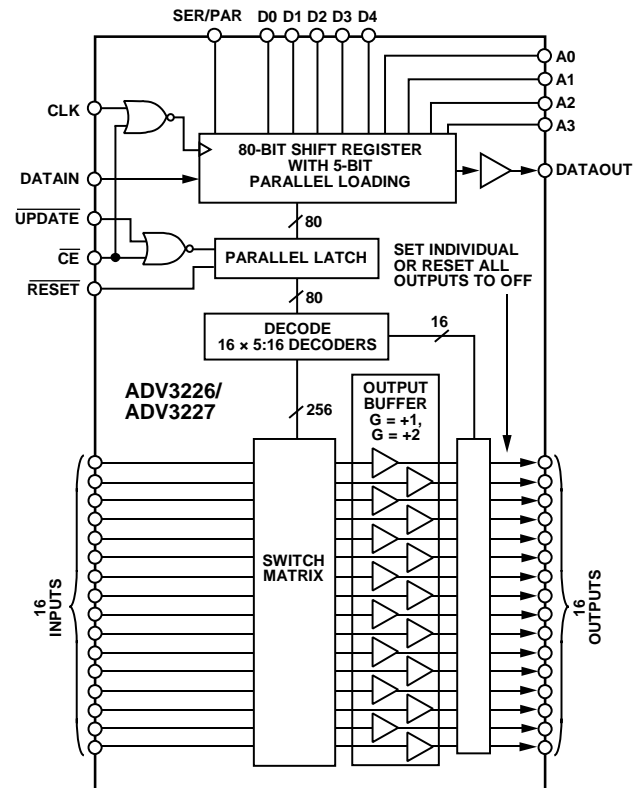 SER/PAR D0 D1 D2 D3 D4
A0
A1
A2
A3
CLK
80-BIT SHIFT REGISTER
WITH 5-BIT
PARALLEL LOADING
DATAOUT
DATAIN
UPDATE
80
CE
PARALLEL LATCH
SET INDIVIDUAL
OR RESET ALL
OUTPUTS TO OFF
RESET
80
DECODE
16 × 5:16 DECODERS
16
ADV3226/
ADV3227
256
OUTPUT
BUFFER
G = +1,
G = +2
SWITCH
MATRIX
16
INPUTS
16
OUTPUTS